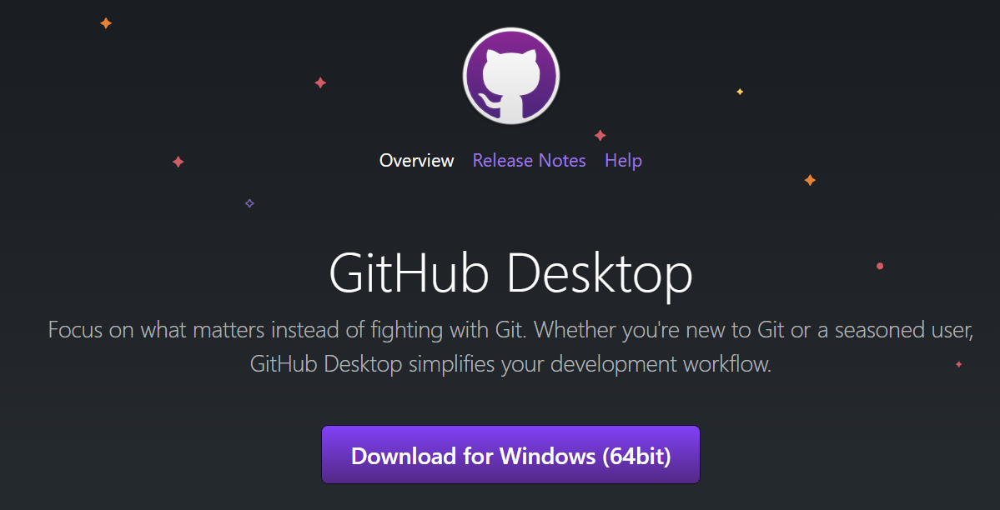 Overview Release Notes Help
GitHub Desktop
Focus on what matters instead of fighting with Git. Whether you're new to Git or a seasoned user,
GitHub Desktop simplifies your development workflow.
Download for Windows (64bit)